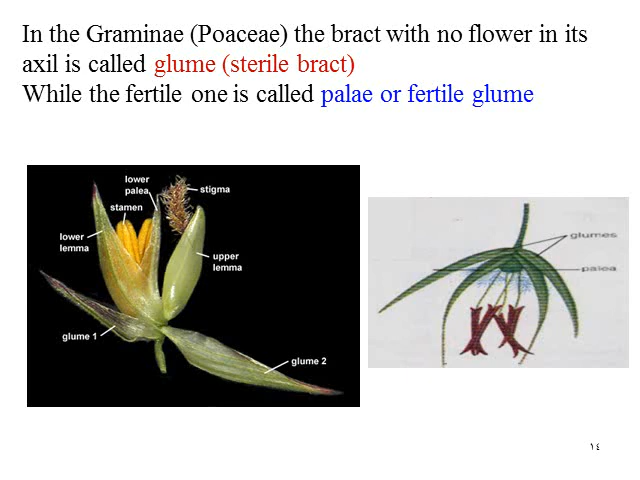 In the Graminae (Poaceae) the bract with no flower in its
axil is called glume (sterile bract)
While the fertile one is called palae or fertile glume
lower
palea
stigma
stamen
lower
lemma
upper
lemma
glume 1
glume 2
glumes
palea
١٤